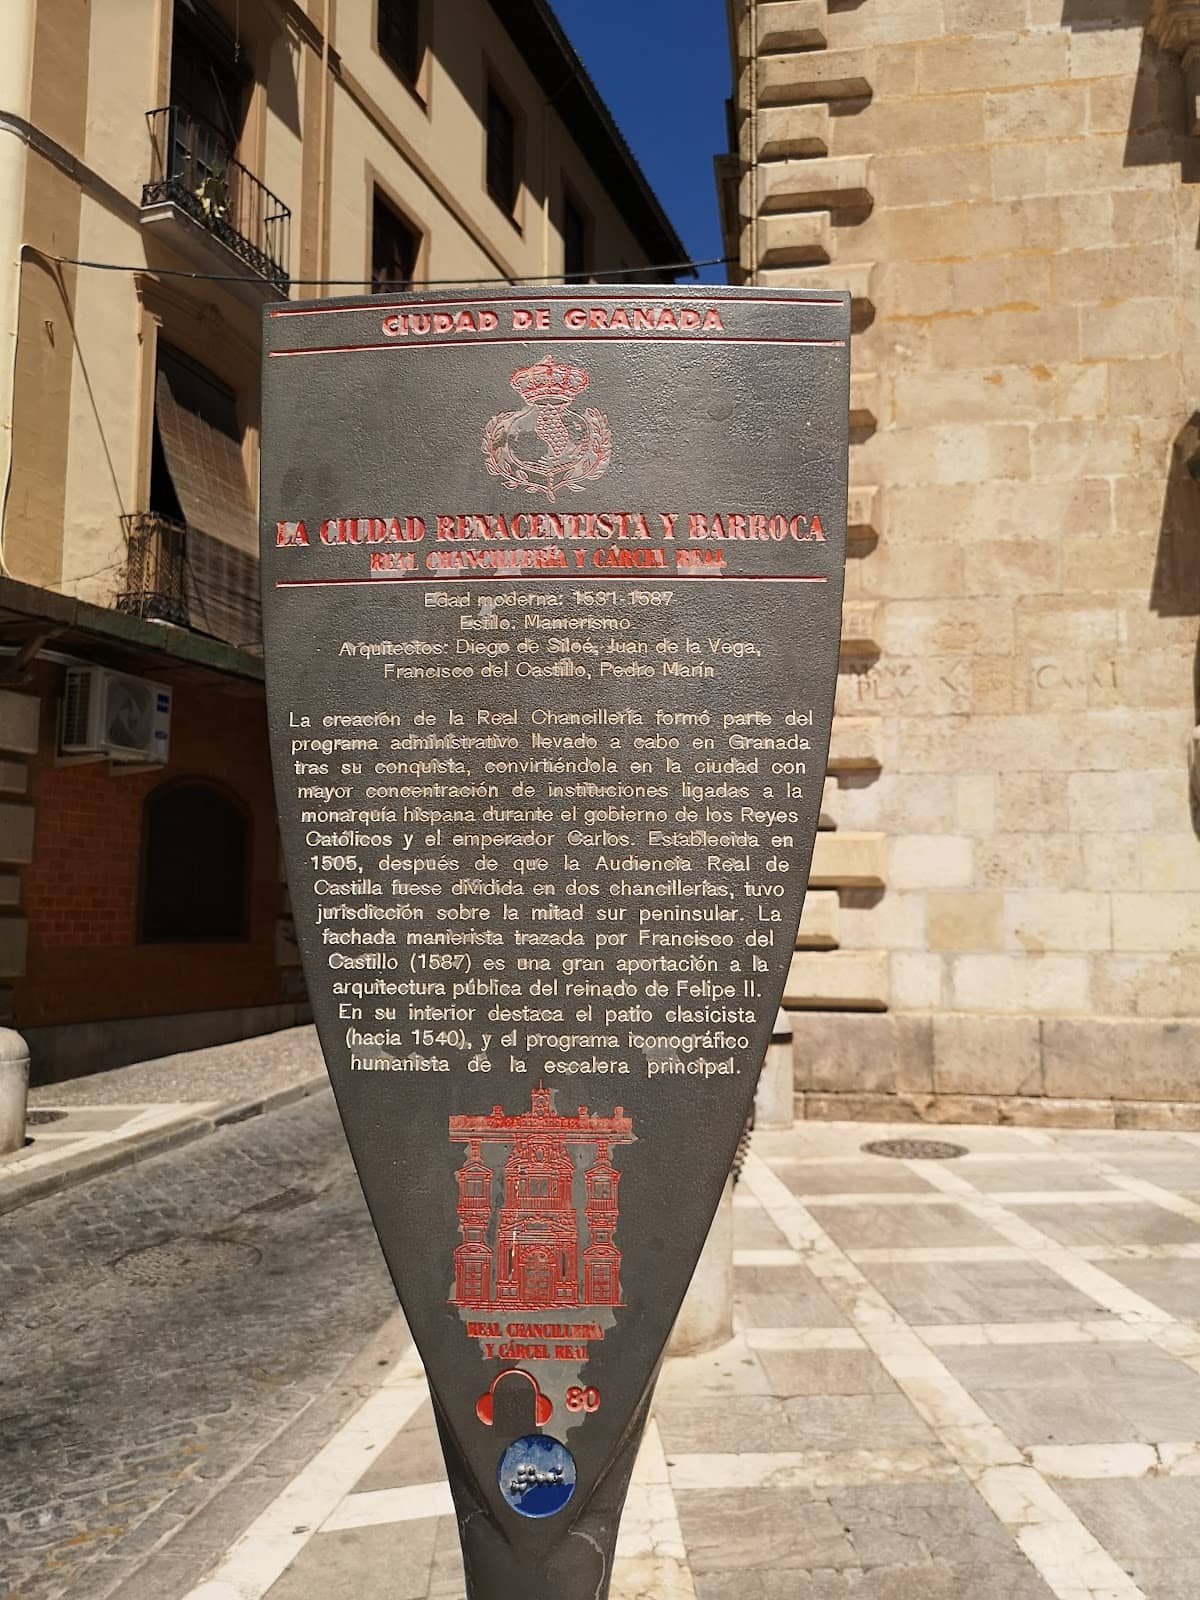 CIUDAD DE GRANADA
LA CIUDAD RENACENTISTA Y BARROCA
REAL CHANCILLERÍA Y CÁRCEL REAL
Edad moderna: 1531-1587
Estilo: Manierismo
Arquitectos: Diego de Siloé, Juan de la Vega,
Francisco del Castillo, Pedro Marín
La creación de la Real Chancillería formó parte del
programa administrativo llevado a cabo en Granada
tras su conquista, convirtiéndola en la ciudad con
mayor concentración de instituciones ligadas a la
monarquía hispana durante el gobierno de los Reyes
Católicos y el emperador Carlos. Establecida en
1505, después de que la Audiencia Real de
Castilla fuese dividida en dos chancillerías, tuvo
jurisdicción sobre la mitad sur peninsular. La
fachada manierista trazada por Francisco del
Castillo (1587) es una gran aportación a la
arquitectura pública del reinado de Felipe II.
En su interior destaca el patio clasicista
(hacia 1540), y el programa iconográfico
humanista de la escalera principal.
REAL CHANCILLERÍA
Y CÁRCEL REAL
80